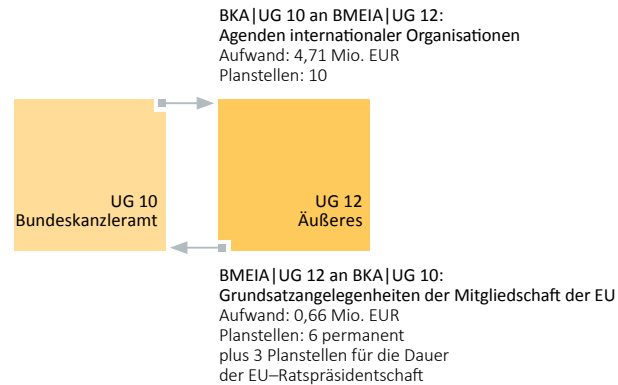 BKA|UG 10 an BMEIA|UG 12:
Agenden internationaler Organisationen
Aufwand: 4,71 Mio. EUR
Planstellen: 10
UG 10
Bundeskanzleramt
UG 12
Äußeres
BMEIA|UG 12 an BKA|UG 10:
Grundsatzangelegenheiten der Mitgliedschaft der EU
Aufwand: 0,66 Mio. EUR
Planstellen: 6 permanent
plus 3 Planstellen für die Dauer
der EU–Ratspräsidentschaft